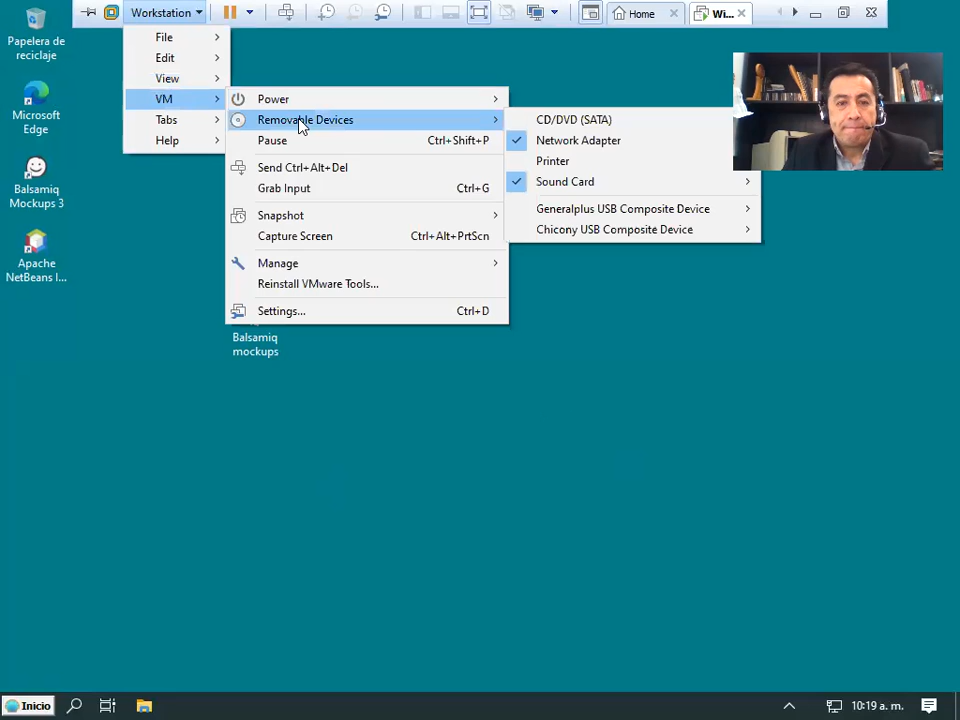 Workstation
Home
Wi...
File
Edit
View
VM
Tabs
Help
Power
Removable Devices
Pause Ctrl+Shift+P
Send Ctrl+Alt+Del
Grab Input Ctrl+G
Snapshot
Capture Screen Ctrl+Alt+PrtScn
Manage
Reinstall VMware Tools...
Settings... Ctrl+D
CD/DVD (SATA)
Network Adapter
Printer
Sound Card
Generalplus USB Composite Device
Chicony USB Composite Device
Papelera de
reciclaje
Microsoft
Edge
Balsamiq
Mockups 3
Apache
NetBeans I...
Balsamiq
mockups
Inicio
10:19 a. m.